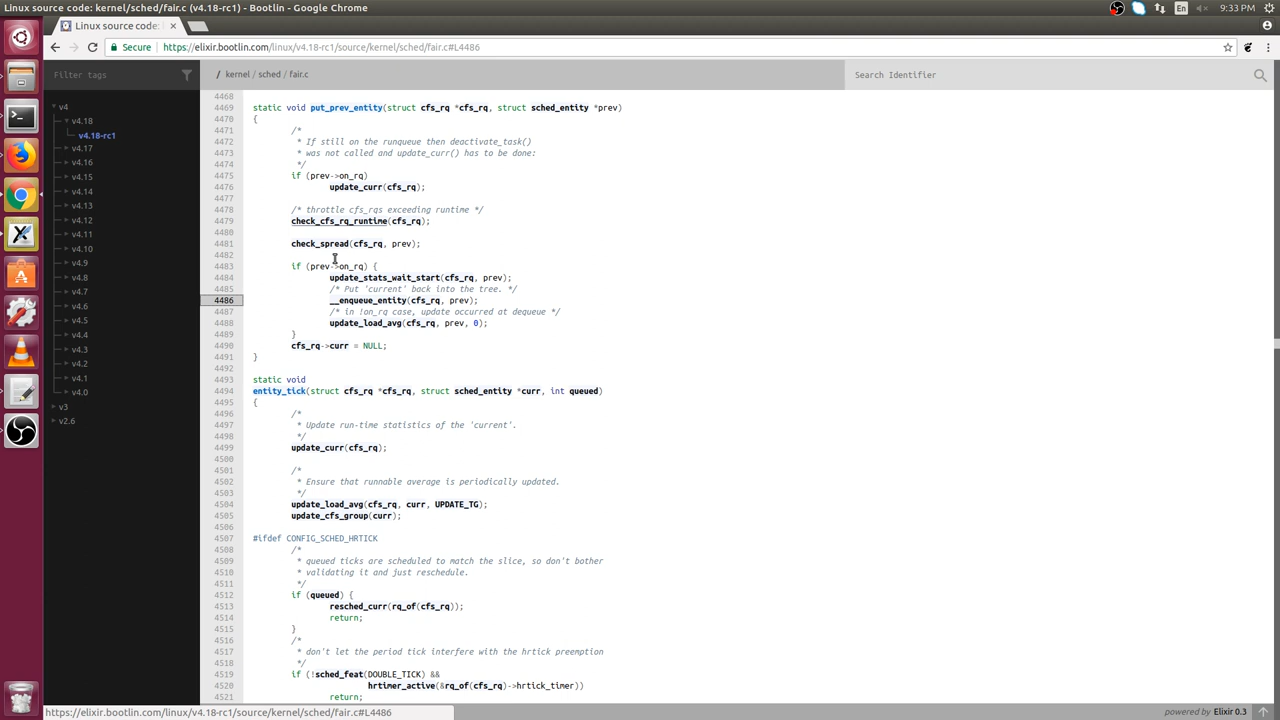 Linux source code: kernel/sched/fair.c (v4.18-rc1) - Bootlin - Google Chrome
En
9:33 PM
Linux source code:
Secure
https://elixir.bootlin.com/linux/v4.18-rc1/source/kernel/sched/fair.c#L4486
Filter tags
/ kernel / sched / fair.c
Search Identifier
v4
v4.18
v4.18-rc1
v4.17
v4.16
v4.15
v4.14
v4.13
v4.12
v4.11
v4.10
v4.9
v4.8
v4.7
v4.6
v4.5
v4.4
v4.3
v4.2
v4.1
v4.0
v3
v2.6
4468
4469 static void put_prev_entity(struct cfs_rq *cfs_rq, struct sched_entity *prev)
4470 {
4471 /*
4472 * If still on the runqueue then deactivate_task()
4473 * was not called and update_curr() has to be done:
4474 */
4475 if (prev->on_rq)
4476 update_curr(cfs_rq);
4477
4478 /* throttle cfs_rqs exceeding runtime */
4479 check_cfs_rq_runtime(cfs_rq);
4480
4481 check_spread(cfs_rq, prev);
4482
4483 if (prev->on_rq) {
4484 update_stats_wait_start(cfs_rq, prev);
4485 /* Put 'current' back into the tree. */
4486 __enqueue_entity(cfs_rq, prev);
4487 /* in !on_rq case, update occurred at dequeue */
4488 update_load_avg(cfs_rq, prev, 0);
4489 }
4490 cfs_rq->curr = NULL;
4491 }
4492
4493 static void
4494 entity_tick(struct cfs_rq *cfs_rq, struct sched_entity *curr, int queued)
4495 {
4496 /*
4497 * Update run-time statistics of the 'current'.
4498 */
4499 update_curr(cfs_rq);
4500
4501 /*
4502 * Ensure that runnable average is periodically updated.
4503 */
4504 update_load_avg(cfs_rq, curr, UPDATE_TG);
4505 update_cfs_group(curr);
4506
4507 #ifdef CONFIG_SCHED_HRTICK
4508 /*
4509 * queued ticks are scheduled to match the slice, so don't bother
4510 * validating it and just reschedule.
4511 */
4512 if (queued) {
4513 resched_curr(rq_of(cfs_rq));
4514 return;
4515 }
4516 /*
4517 * don't let the period tick interfere with the hrtick preemption
4518 */
4519 if (!sched_feat(DOUBLE_TICK) &&
4520 hrtimer_active(&rq_of(cfs_rq)->hrtick_timer))
4521 return;
https://elixir.bootlin.com/linux/v4.18-rc1/source/kernel/sched/fair.c#L4486
powered by Elixir 0.3